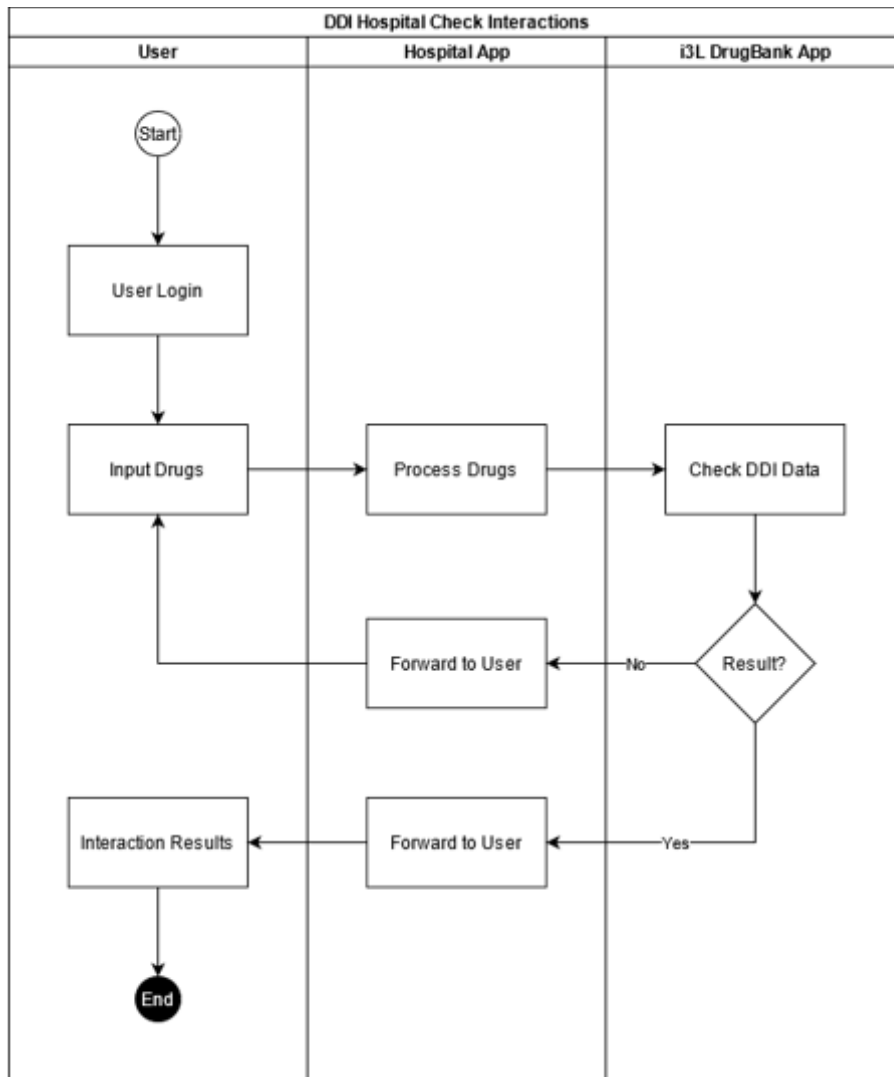 DDI Hospital Check Interactions
User
Hospital App
i3L DrugBank App
Start
User Login
Input Drugs
Process Drugs
Check DDI Data
Forward to User
No
Result?
Interaction Results
Forward to User
Yes
End